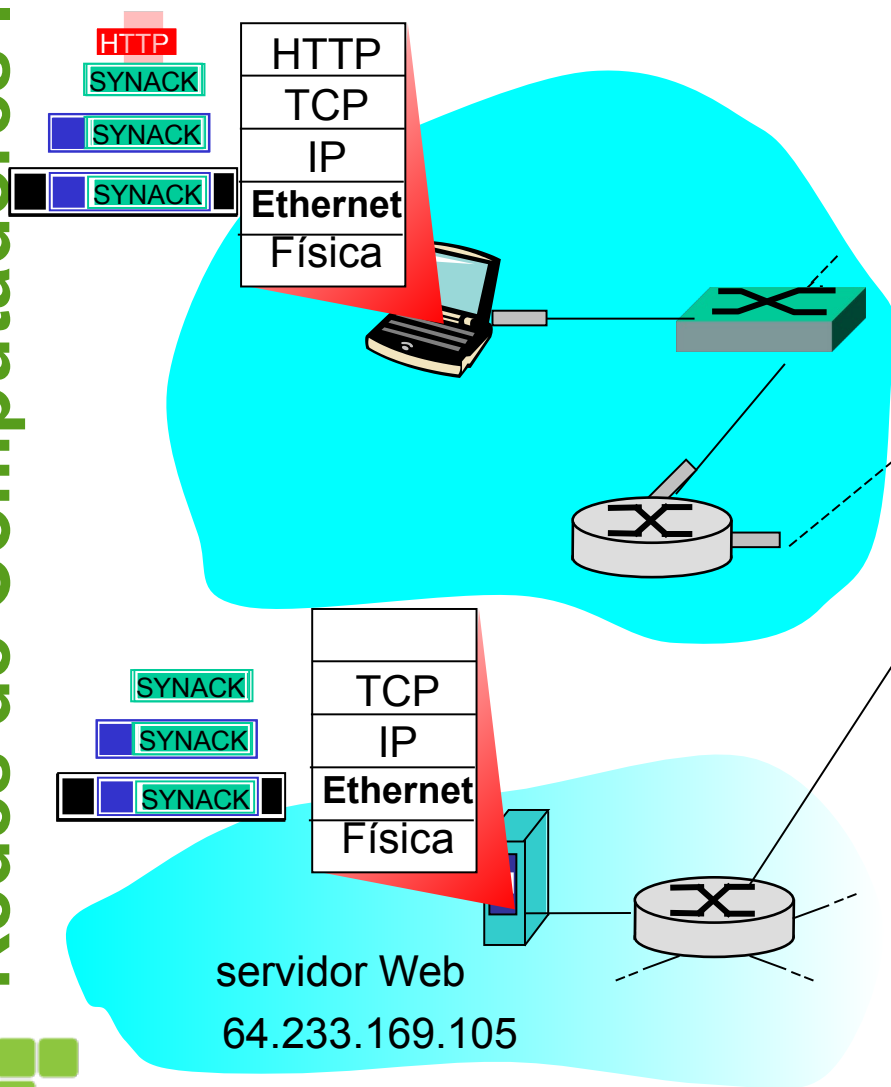 HTTP
SYNACK
SYNACK
SYNACK
HTTP
TCP
IP
Ethernet
Física
SYNACK
SYNACK
SYNACK
TCP
IP
Ethernet
Física
servidor Web
64.233.169.105